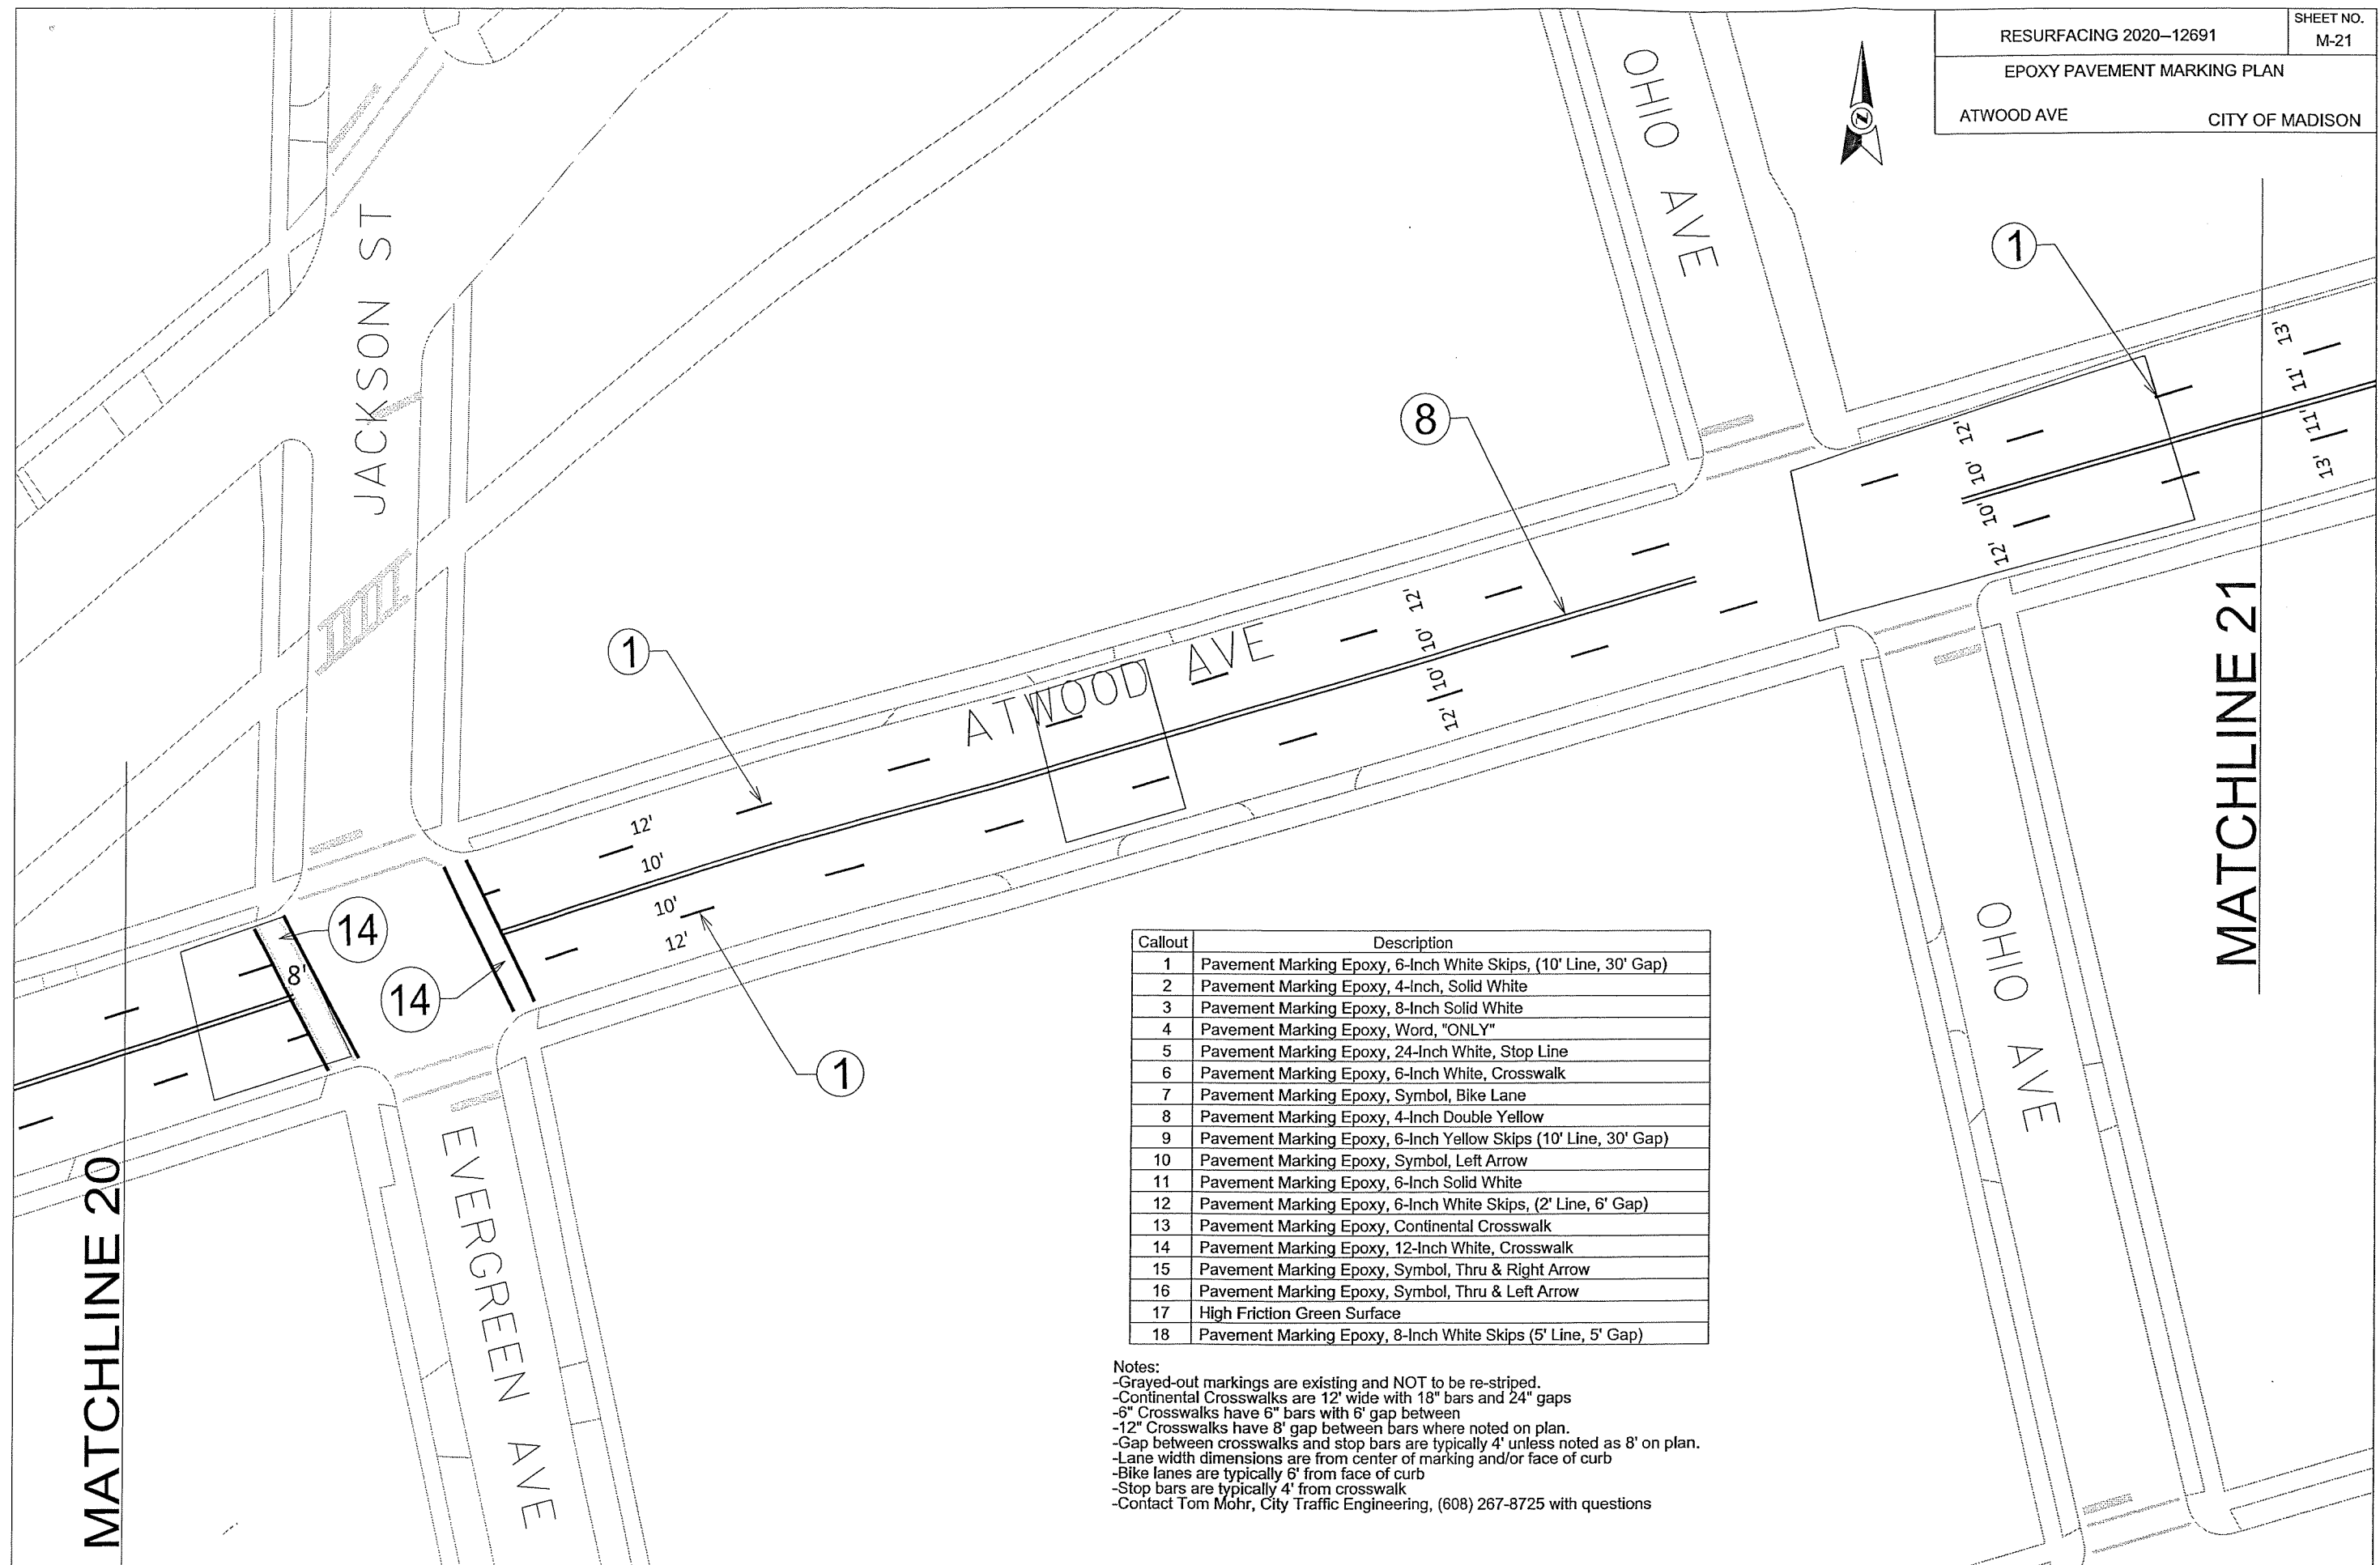 RESURFACING 2020–12691
SHEET NO.
M-21
EPOXY PAVEMENT MARKING PLAN
ATWOOD AVE
CITY OF MADISON
OHIO AVE
JACKSON ST
1
8
13'
11'
11'
13'
12'
10'
10'
12'
MATCHLINE 21
12'
10'
10'
12'
ATWOOD AVE
1
12'
10'
10'
12'
14
8'
14
1
MATCHLINE 20
EVERGREEN AVE
OHIO AVE
Callout Description
1 Pavement Marking Epoxy, 6-Inch White Skips, (10' Line, 30' Gap)
2 Pavement Marking Epoxy, 4-Inch, Solid White
3 Pavement Marking Epoxy, 8-Inch Solid White
4 Pavement Marking Epoxy, Word, "ONLY"
5 Pavement Marking Epoxy, 24-Inch White, Stop Line
6 Pavement Marking Epoxy, 6-Inch White, Crosswalk
7 Pavement Marking Epoxy, Symbol, Bike Lane
8 Pavement Marking Epoxy, 4-Inch Double Yellow
9 Pavement Marking Epoxy, 6-Inch Yellow Skips (10' Line, 30' Gap)
10 Pavement Marking Epoxy, Symbol, Left Arrow
11 Pavement Marking Epoxy, 6-Inch Solid White
12 Pavement Marking Epoxy, 6-Inch White Skips, (2' Line, 6' Gap)
13 Pavement Marking Epoxy, Continental Crosswalk
14 Pavement Marking Epoxy, 12-Inch White, Crosswalk
15 Pavement Marking Epoxy, Symbol, Thru & Right Arrow
16 Pavement Marking Epoxy, Symbol, Thru & Left Arrow
17 High Friction Green Surface
18 Pavement Marking Epoxy, 8-Inch White Skips (5' Line, 5' Gap)
Notes:
-Grayed-out markings are existing and NOT to be re-striped.
-Continental Crosswalks are 12' wide with 18" bars and 24" gaps
-6" Crosswalks have 6" bars with 6' gap between
-12" Crosswalks have 8' gap between bars where noted on plan.
-Gap between crosswalks and stop bars are typically 4' unless noted as 8' on plan.
-Lane width dimensions are from center of marking and/or face of curb
-Bike lanes are typically 6' from face of curb
-Stop bars are typically 4' from crosswalk
-Contact Tom Mohr, City Traffic Engineering, (608) 267-8725 with questions
Z